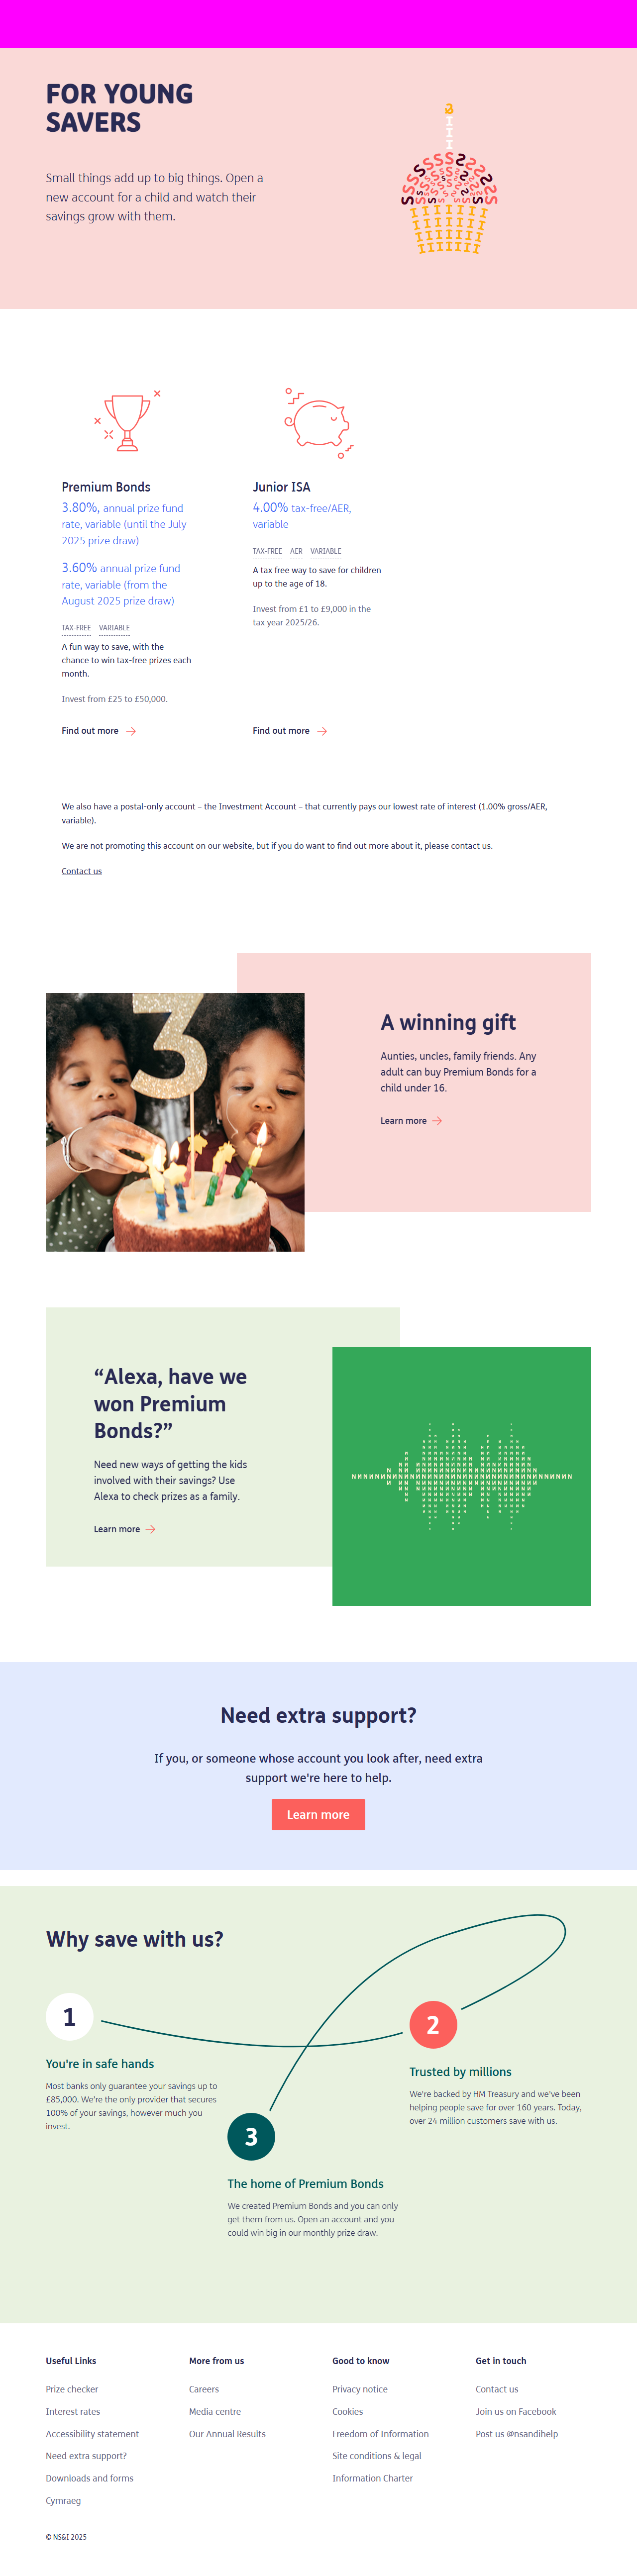 FOR YOUNG
SAVERS
Small things add up to big things. Open a
new account for a child and watch their
savings grow with them.
Premium Bonds
3.80%, annual prize fund
rate, variable (until the July
2025 prize draw)
3.60% annual prize fund
rate, variable (from the
August 2025 prize draw)
TAX-FREE VARIABLE
A fun way to save, with the
chance to win tax-free prizes each
month.
Invest from £25 to £50,000.
Find out more
Junior ISA
4.00% tax-free/AER,
variable
TAX-FREE AER VARIABLE
A tax free way to save for children
up to the age of 18.
Invest from £1 to £9,000 in the
tax year 2025/26.
Find out more
We also have a postal-only account – the Investment Account – that currently pays our lowest rate of interest (1.00% gross/AER,
variable).
We are not promoting this account on our website, but if you do want to find out more about it, please contact us.
Contact us
3
A winning gift
Aunties, uncles, family friends. Any
adult can buy Premium Bonds for a
child under 16.
Learn more
“Alexa, have we
won Premium
Bonds?”
Need new ways of getting the kids
involved with their savings? Use
Alexa to check prizes as a family.
Learn more
Need extra support?
If you, or someone whose account you look after, need extra
support we're here to help.
Learn more
Why save with us?
1
You're in safe hands
Most banks only guarantee your savings up to
£85,000. We're the only provider that secures
100% of your savings, however much you
invest.
2
Trusted by millions
We're backed by HM Treasury and we've been
helping people save for over 160 years. Today,
over 24 million customers save with us.
3
The home of Premium Bonds
We created Premium Bonds and you can only
get them from us. Open an account and you
could win big in our monthly prize draw.
Useful Links
Prize checker
Interest rates
Accessibility statement
Need extra support?
Downloads and forms
Cymraeg
More from us
Careers
Media centre
Our Annual Results
Good to know
Privacy notice
Cookies
Freedom of Information
Site conditions & legal
Information Charter
Get in touch
Contact us
Join us on Facebook
Post us @nsandihelp
© NS&I 2025